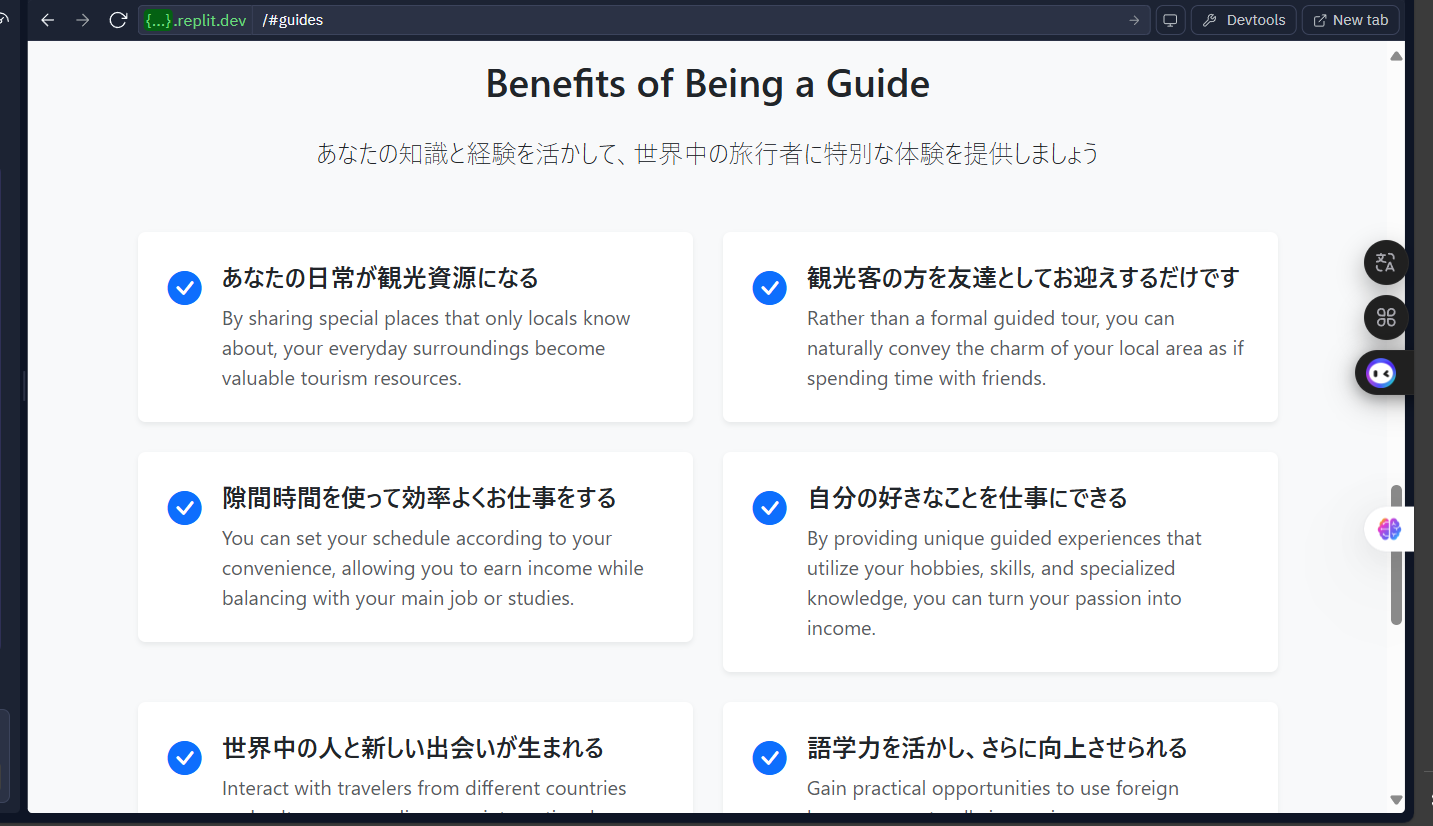 {...}.replit.dev /#guides Devtools New tab
Benefits of Being a Guide
あなたの知識と経験を活かして、世界中の旅行者に特別な体験を提供しましょう
あなたの日常が観光資源になる
By sharing special places that only locals know
about, your everyday surroundings become
valuable tourism resources.
観光客の方を友達としてお迎えするだけです
Rather than a formal guided tour, you can
naturally convey the charm of your local area as if
spending time with friends.
隙間時間を使って効率よくお仕事をする
You can set your schedule according to your
convenience, allowing you to earn income while
balancing with your main job or studies.
自分の好きなことを仕事にできる
By providing unique guided experiences that
utilize your hobbies, skills, and specialized
knowledge, you can turn your passion into
income.
世界中の人と新しい出会いが生まれる
Interact with travelers from different countries
語学力を活かし、さらに向上させられる
Gain practical opportunities to use foreign